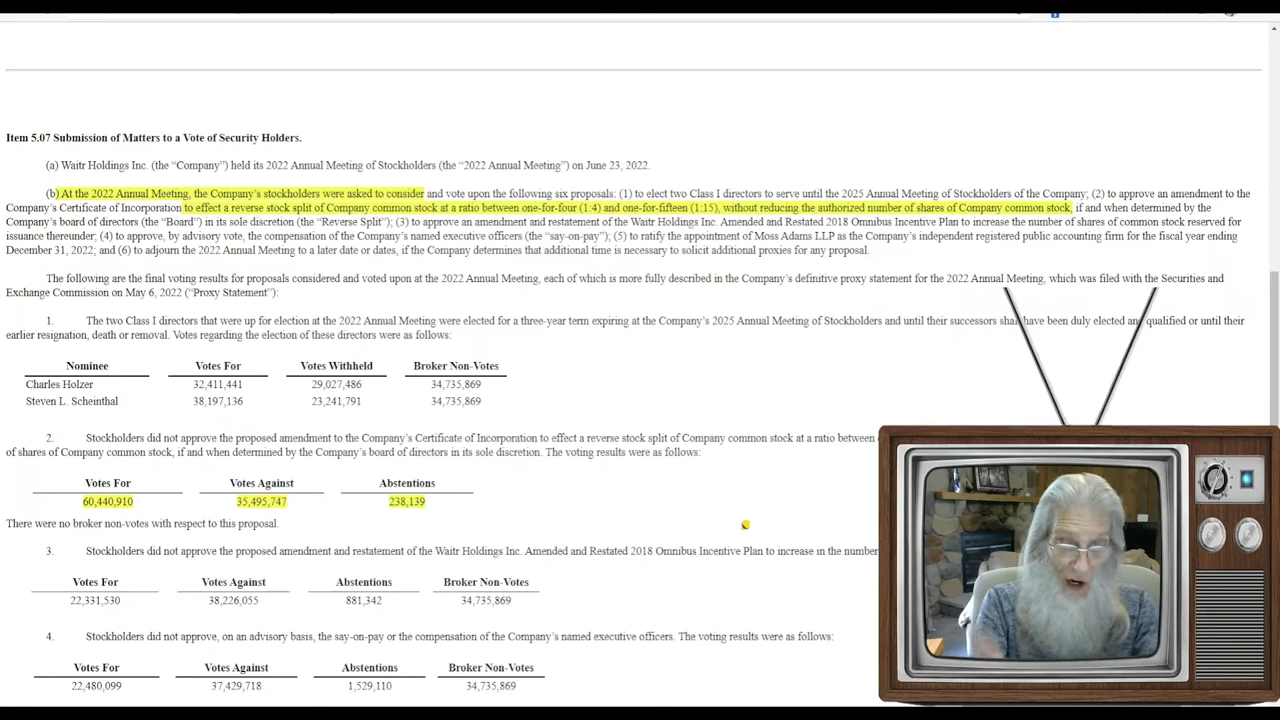 Item 5.07 Submission of Matters to a Vote of Security Holders.
(a) Waitr Holdings Inc. (the “Company”) held its 2022 Annual Meeting of Stockholders (the “2022 Annual Meeting”) on June 23, 2022.
(b) At the 2022 Annual Meeting, the Company’s stockholders were asked to consider and vote upon the following six proposals: (1) to elect two Class I directors to serve until the 2025 Annual Meeting of Stockholders of the Company; (2) to approve an amendment to the
Company’s Certificate of Incorporation to effect a reverse stock split of Company common stock at a ratio between one-for-four (1:4) and one-for-fifteen (1:15), without reducing the authorized number of shares of Company common stock, if and when determined by the
Company’s board of directors (the “Board”) in its sole discretion (the “Reverse Split”); (3) to approve an amendment and restatement of the Waitr Holdings Inc. Amended and Restated 2018 Omnibus Incentive Plan to increase the number of shares of common stock reserved for
issuance thereunder; (4) to approve, by advisory vote, the compensation of the Company’s named executive officers (the “say-on-pay”); (5) to ratify the appointment of Moss Adams LLP as the Company’s independent registered public accounting firm for the fiscal year ending
December 31, 2022; and (6) to adjourn the 2022 Annual Meeting to a later date or dates, if the Company determines that additional time is necessary to solicit additional proxies for any proposal.
The following are the final voting results for proposals considered and voted upon at the 2022 Annual Meeting, each of which is more fully described in the Company’s definitive proxy statement for the 2022 Annual Meeting, which was filed with the Securities and
Exchange Commission on May 6, 2022 (“Proxy Statement”):
1. The two Class I directors that were up for election at the 2022 Annual Meeting were elected for a three-year term expiring at the Company’s 2025 Annual Meeting of Stockholders and until their successors shall have been duly elected and qualified or until their
earlier resignation, death or removal. Votes regarding the election of these directors were as follows:
Nominee Votes For Votes Withheld Broker Non-Votes
Charles Holzer 32,411,441 29,027,486 34,735,869
Steven L. Scheinthal 38,197,136 23,241,791 34,735,869
2. Stockholders did not approve the proposed amendment to the Company’s Certificate of Incorporation to effect a reverse stock split of Company common stock at a ratio between
of shares of Company common stock, if and when determined by the Company’s board of directors in its sole discretion. The voting results were as follows:
Votes For Votes Against Abstentions
60,440,910 35,495,747 238,139
There were no broker non-votes with respect to this proposal.
3. Stockholders did not approve the proposed amendment and restatement of the Waitr Holdings Inc. Amended and Restated 2018 Omnibus Incentive Plan to increase in the number
Votes For Votes Against Abstentions Broker Non-Votes
22,331,530 38,226,055 881,342 34,735,869
4. Stockholders did not approve, on an advisory basis, the say-on-pay or the compensation of the Company’s named executive officers. The voting results were as follows:
Votes For Votes Against Abstentions Broker Non-Votes
22,480,099 37,429,718 1,529,110 34,735,869